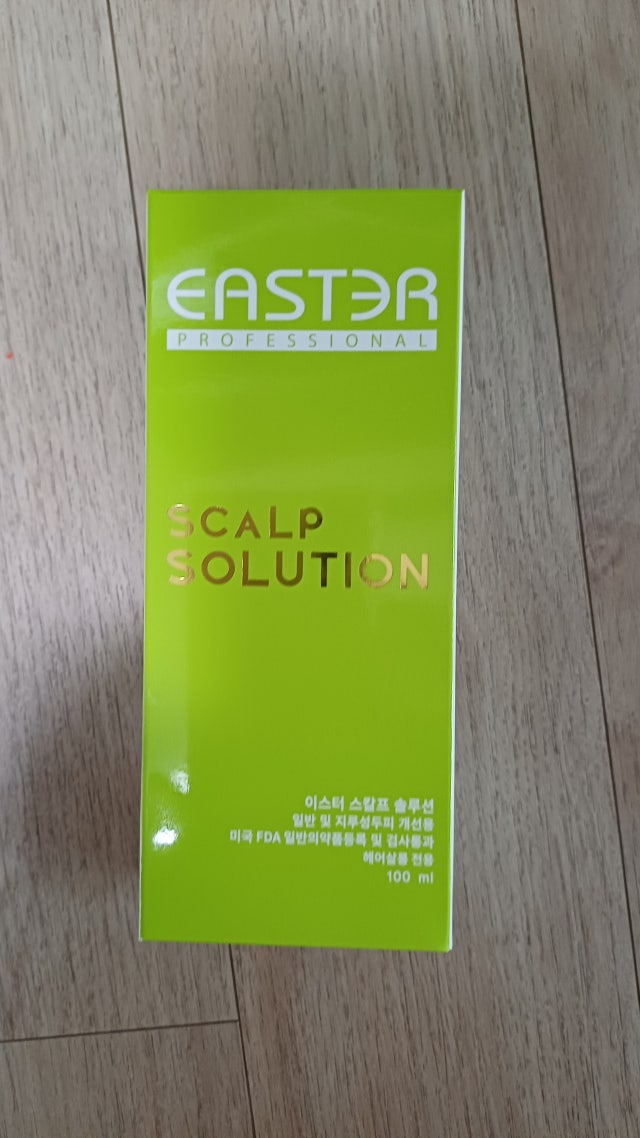 EASTER
PROFESSIONAL
SCALP
SOLUTION
이스터 스칼프 솔루션
일반 및 지루성두피 개선용
미국 FDA 일반의약품등록 및 검사통과
헤어살롱 전용
100 ml